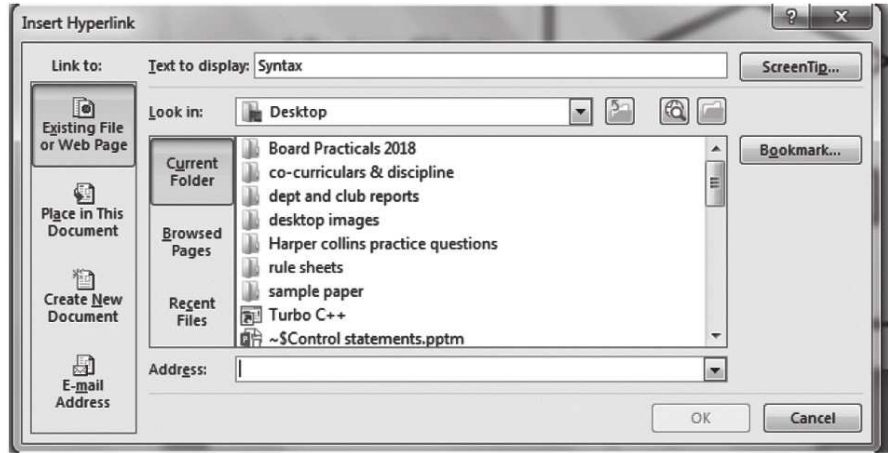 Insert Hyperlink
Link to:
Text to display: Syntax
ScreenTip...
Existing File
or Web Page
Look in: Desktop
Current
Folder
Board Practicals 2018
co-curriculars & discipline
dept and club reports
desktop images
Harper collins practice questions
rule sheets
sample paper
Turbo C++
~$Control statements.pptm
Bookmark...
Place in This
Document
Browsed
Pages
Create New
Document
Recent
Files
E-mail
Address
Address:
OK
Cancel